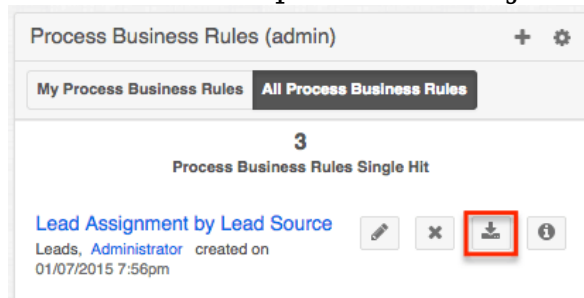 Process Business Rules (admin)
My Process Business Rules All Process Business Rules
3
Process Business Rules Single Hit
Lead Assignment by Lead Source
Leads, Administrator created on
01/07/2015 7:56pm